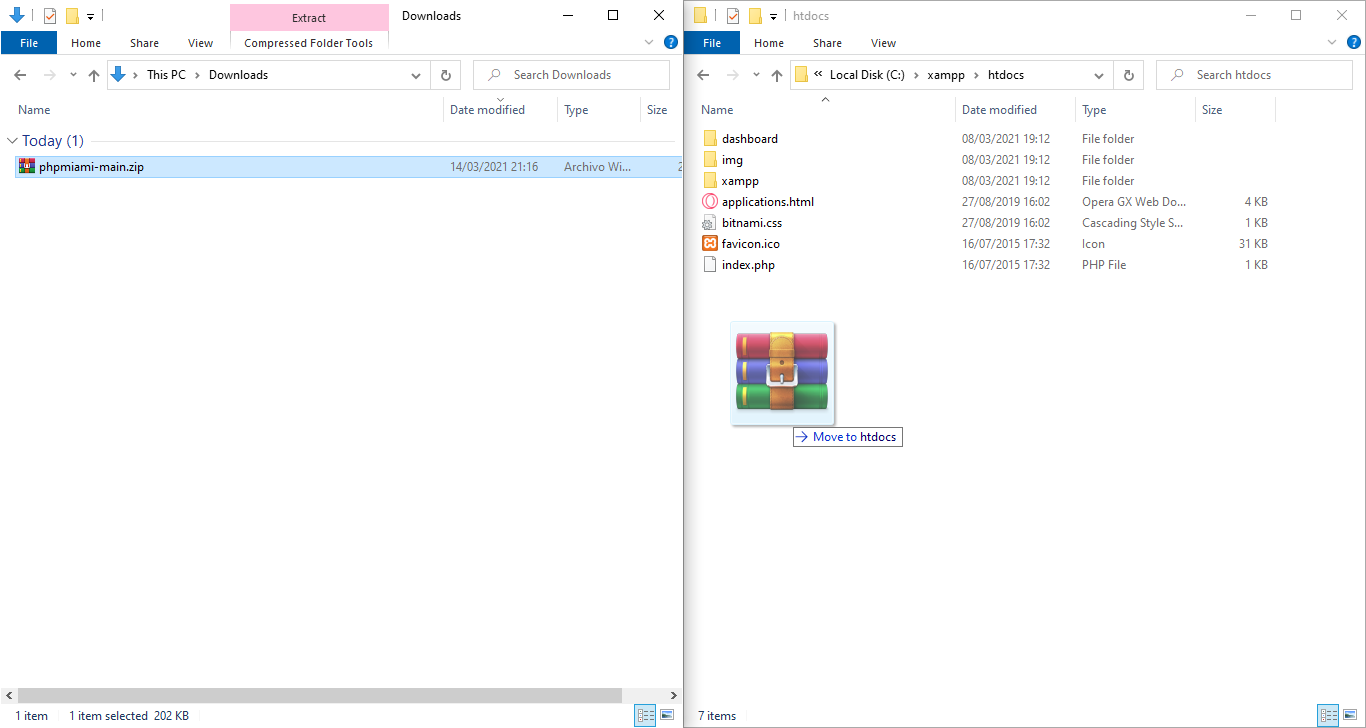 Extract
Downloads
File
Home
Share
View
Compressed Folder Tools
This PC
Downloads
Search Downloads
Name
Date modified
Type
Size
Today (1)
phpmiami-main.zip
14/03/2021 21:16
Archivo Wi...
1 item
1 item selected 202 KB
htdocs
File
Home
Share
View
« Local Disk (C:)
xampp
htdocs
Search htdocs
Name
Date modified
Type
Size
dashboard 08/03/2021 19:12 File folder
img 08/03/2021 19:12 File folder
xampp 08/03/2021 19:12 File folder
applications.html 27/08/2019 16:02 Opera GX Web Do... 4 KB
bitnami.css 27/08/2019 16:02 Cascading Style S... 1 KB
favicon.ico 16/07/2015 17:32 Icon 31 KB
index.php 16/07/2015 17:32 PHP File 1 KB
Move to htdocs
7 items